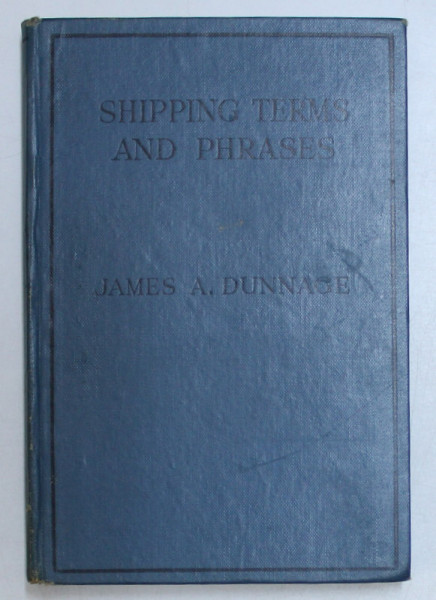 SHIPPING TERMS
AND PHRASES
JAMES A. DUNNAGE